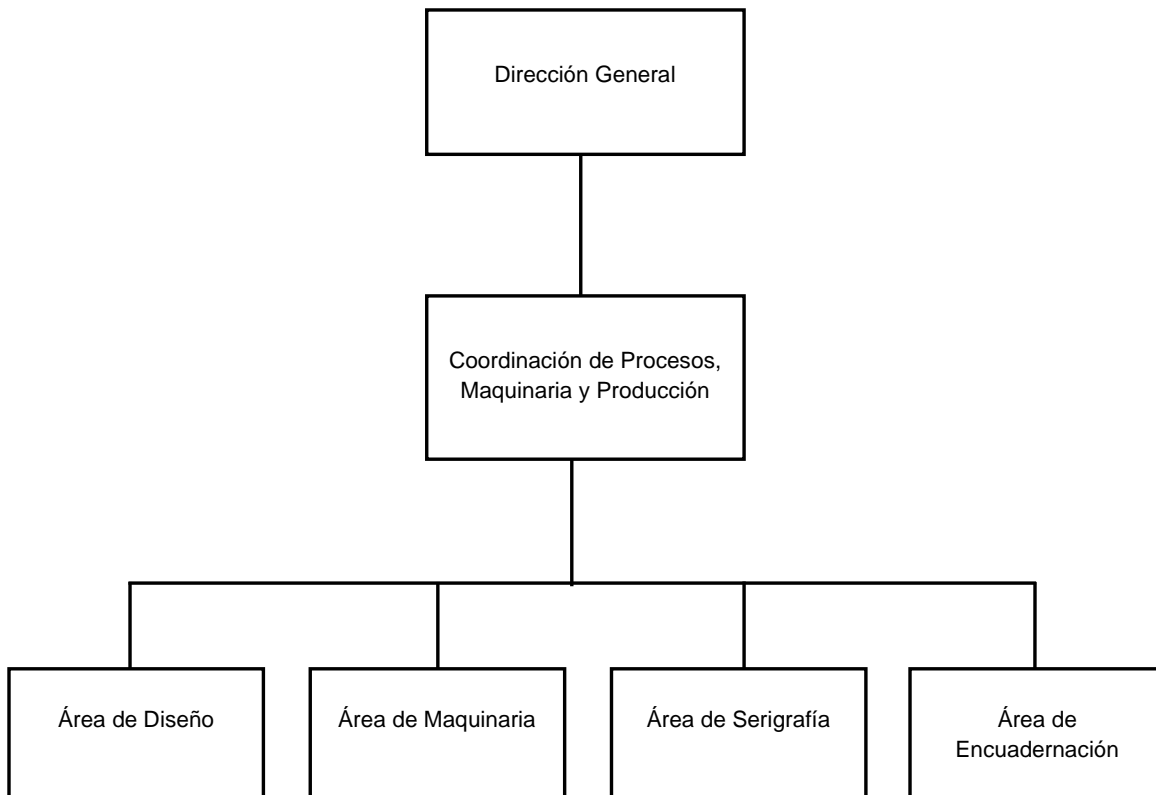 Dirección General
Coordinación de Procesos,
Maquinaria y Producción
Área de Diseño
Área de Maquinaria
Área de Serigrafía
Área de
Encuadernación